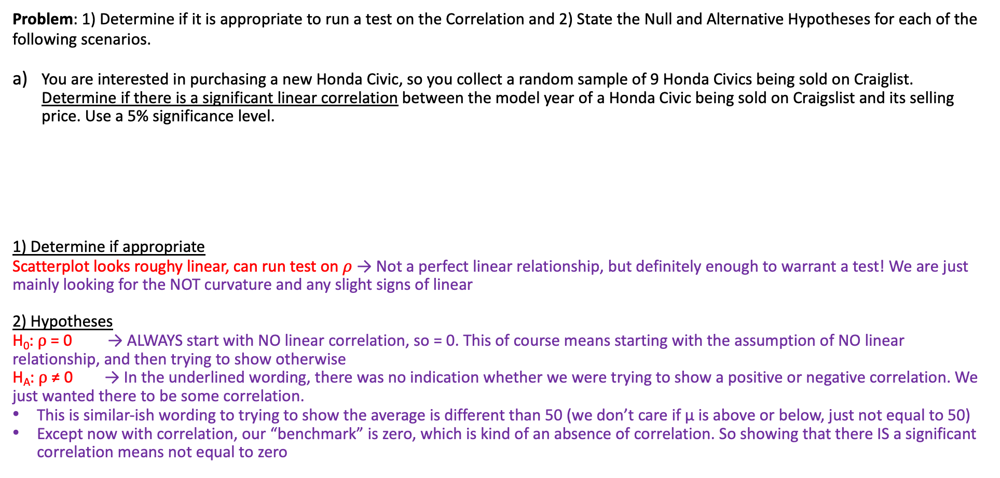 Problem: 1) Determine if it is appropriate to run a test on the Correlation and 2) State the Null and Alternative Hypotheses for each of the
following scenarios.
a) You are interested in purchasing a new Honda Civic, so you collect a random sample of 9 Honda Civics being sold on Craiglist.
Determine if there is a significant linear correlation between the model year of a Honda Civic being sold on Craigslist and its selling
price. Use a 5% significance level.
1) Determine if appropriate
Scatterplot looks roughy linear, can run test on ρ → Not a perfect linear relationship, but definitely enough to warrant a test! We are just
mainly looking for the NOT curvature and any slight signs of linear
2) Hypotheses
H₀: ρ = 0 → ALWAYS start with NO linear correlation, so = 0. This of course means starting with the assumption of NO linear
relationship, and then trying to show otherwise
H_A: ρ ≠ 0 → In the underlined wording, there was no indication whether we were trying to show a positive or negative correlation. We
just wanted there to be some correlation.
• This is similar-ish wording to trying to show the average is different than 50 (we don’t care if µ is above or below, just not equal to 50)
• Except now with correlation, our “benchmark” is zero, which is kind of an absence of correlation. So showing that there IS a significant
correlation means not equal to zero